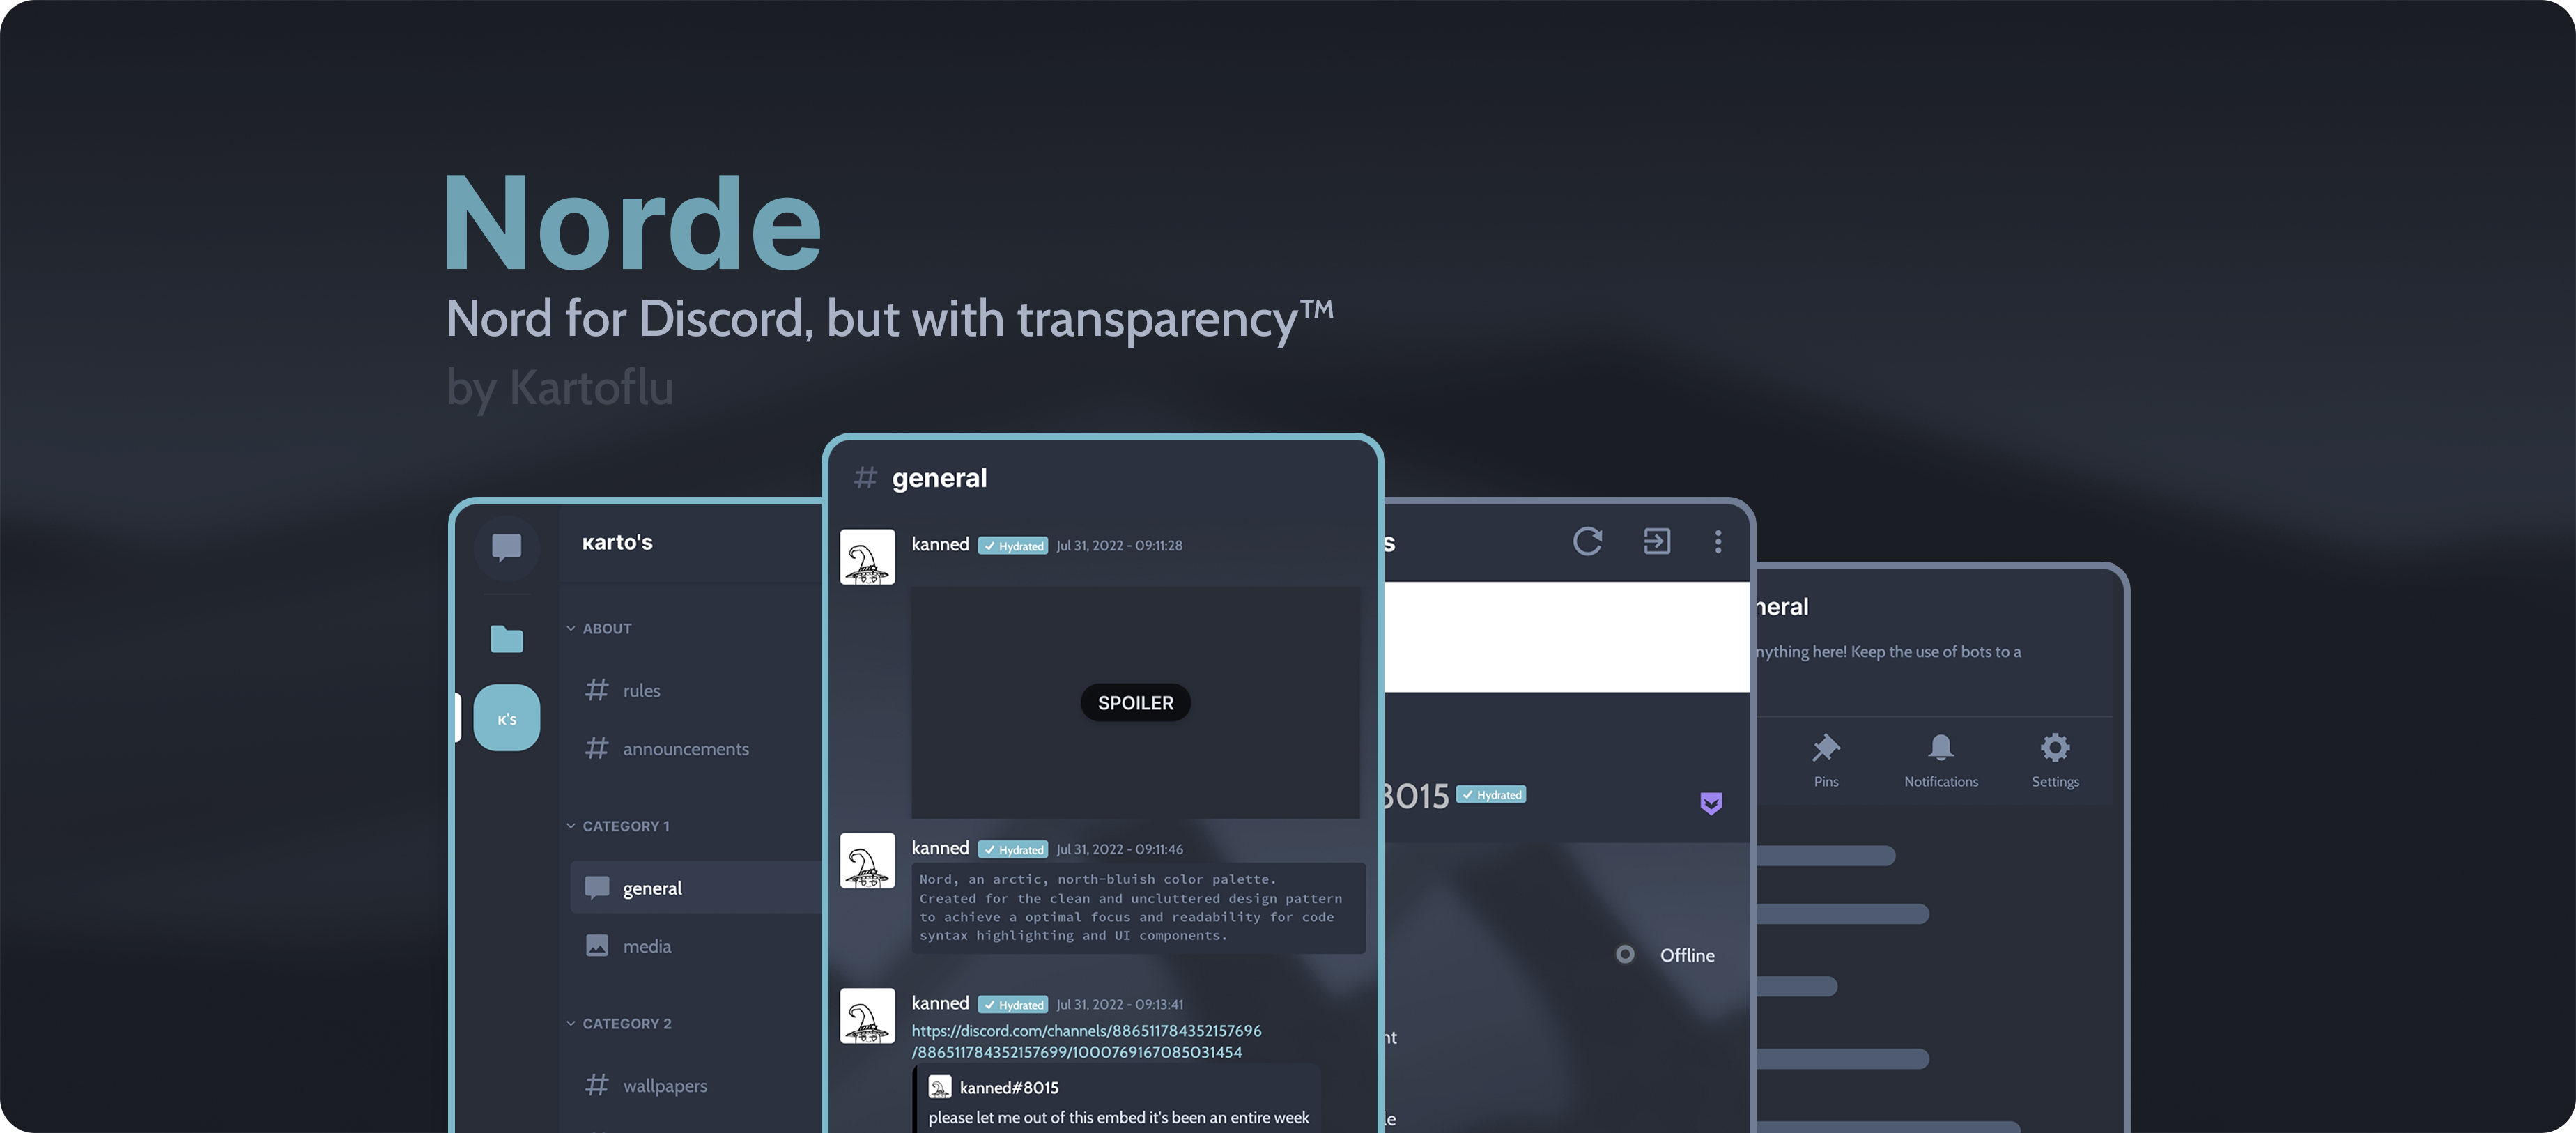 Norde
Nord for Discord, but with transparency™
by Kartoflu
ĸarto's
ABOUT
rules
announcements
CATEGORY 1
general
media
CATEGORY 2
wallpapers
ĸ's
# general
kanned ✓ Hydrated Jul 31, 2022 - 09:11:28
SPOILER
kanned ✓ Hydrated Jul 31, 2022 - 09:11:46
Nord, an arctic, north-bluish color palette.
Created for the clean and uncluttered design pattern
to achieve a optimal focus and readability for code
syntax highlighting and UI components.
kanned ✓ Hydrated Jul 31, 2022 - 09:13:41
https://discord.com/channels/886511784352157696
/886511784352157699/1000769167085031454
kanned#8015
please let me out of this embed it's been an entire week
s
8015 ✓ Hydrated
Offline
nt
le
neral
nything here! Keep the use of bots to a
Pins
Notifications
Settings